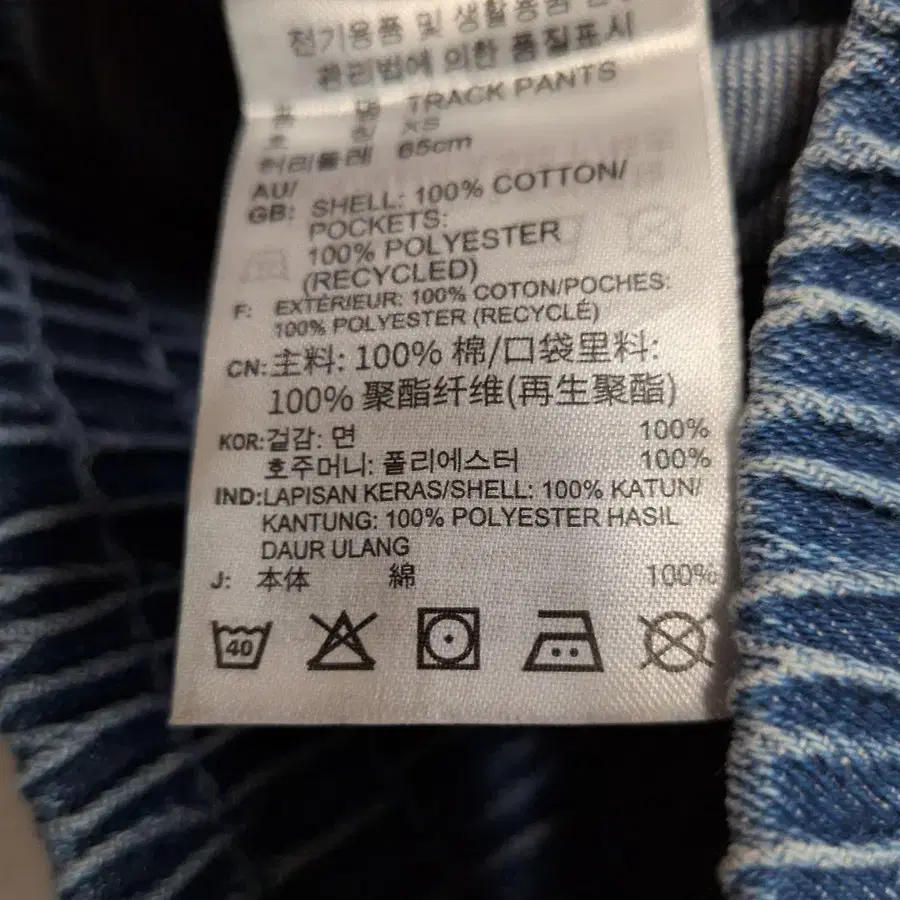 전기용품 및 생활용품 안전
관리법에 의한 품질표시
품 명 TRACK PANTS
호 칭 XS
허리둘레 65cm
AU/
GB: SHELL: 100% COTTON/
POCKETS:
100% POLYESTER
(RECYCLED)
F: EXTÉRIEUR: 100% COTON/POCHES:
100% POLYESTER (RECYCLÉ)
CN: 主料: 100% 棉/口袋里料:
100% 聚酯纤维(再生聚酯)
KOR: 겉감: 면 100%
호주머니: 폴리에스터 100%
IND: LAPISAN KERAS/SHELL: 100% KATUN/
KANTUNG: 100% POLYESTER HASIL
DAUR ULANG
J: 本体 綿 100%
40